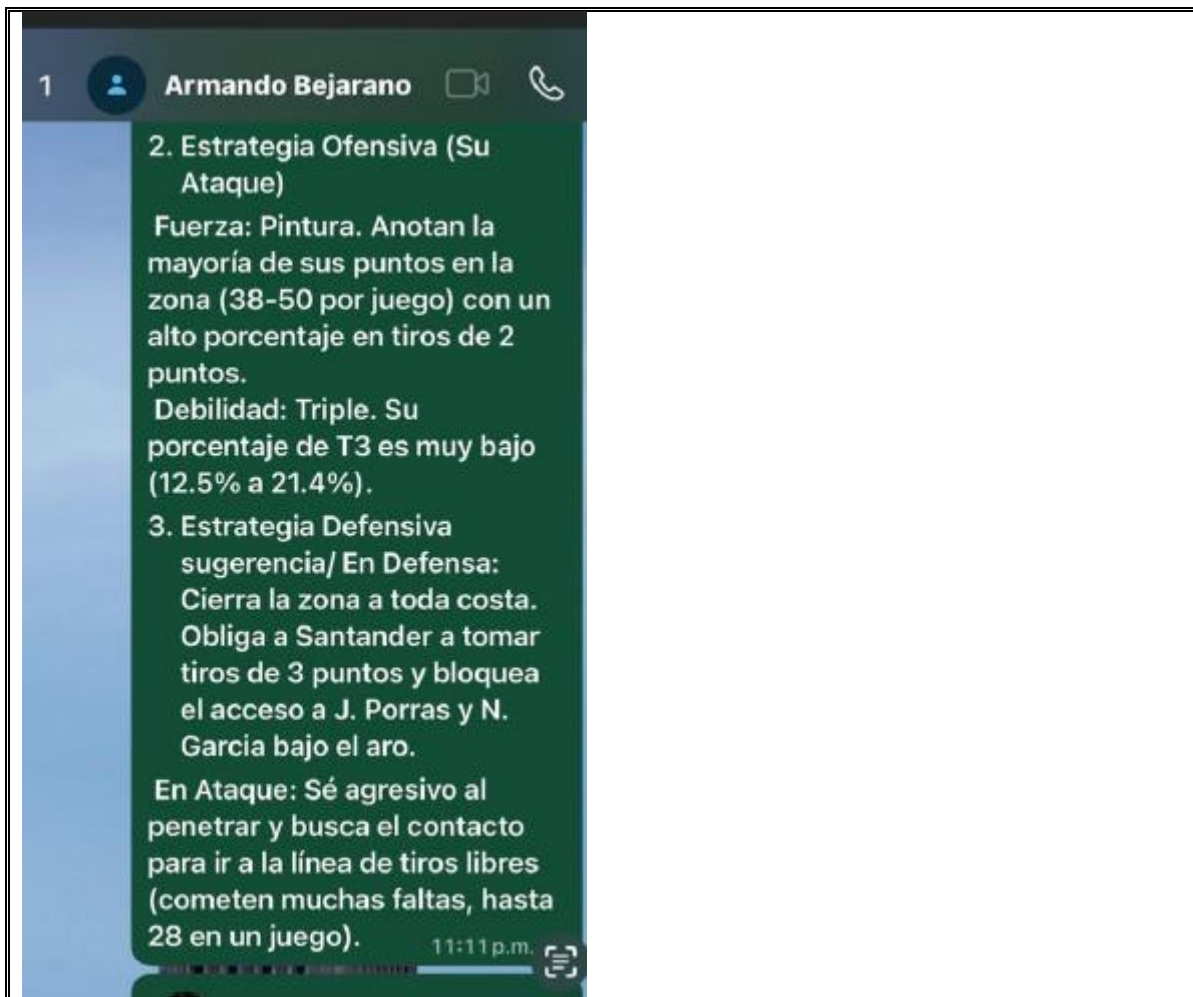 1 Armando Bejarano
2. Estrategia Ofensiva (Su
Ataque)
Fuerza: Pintura. Anotan la
mayoría de sus puntos en la
zona (38-50 por juego) con un
alto porcentaje en tiros de 2
puntos.
Debilidad: Triple. Su
porcentaje de T3 es muy bajo
(12.5% a 21.4%).
3. Estrategia Defensiva
sugerencia/ En Defensa:
Cierra la zona a toda costa.
Obliga a Santander a tomar
tiros de 3 puntos y bloquea
el acceso a J. Porras y N.
Garcia bajo el aro.
En Ataque: Sé agresivo al
penetrar y busca el contacto
para ir a la línea de tiros libres
(cometen muchas faltas, hasta
28 en un juego).
11:11 p.m.